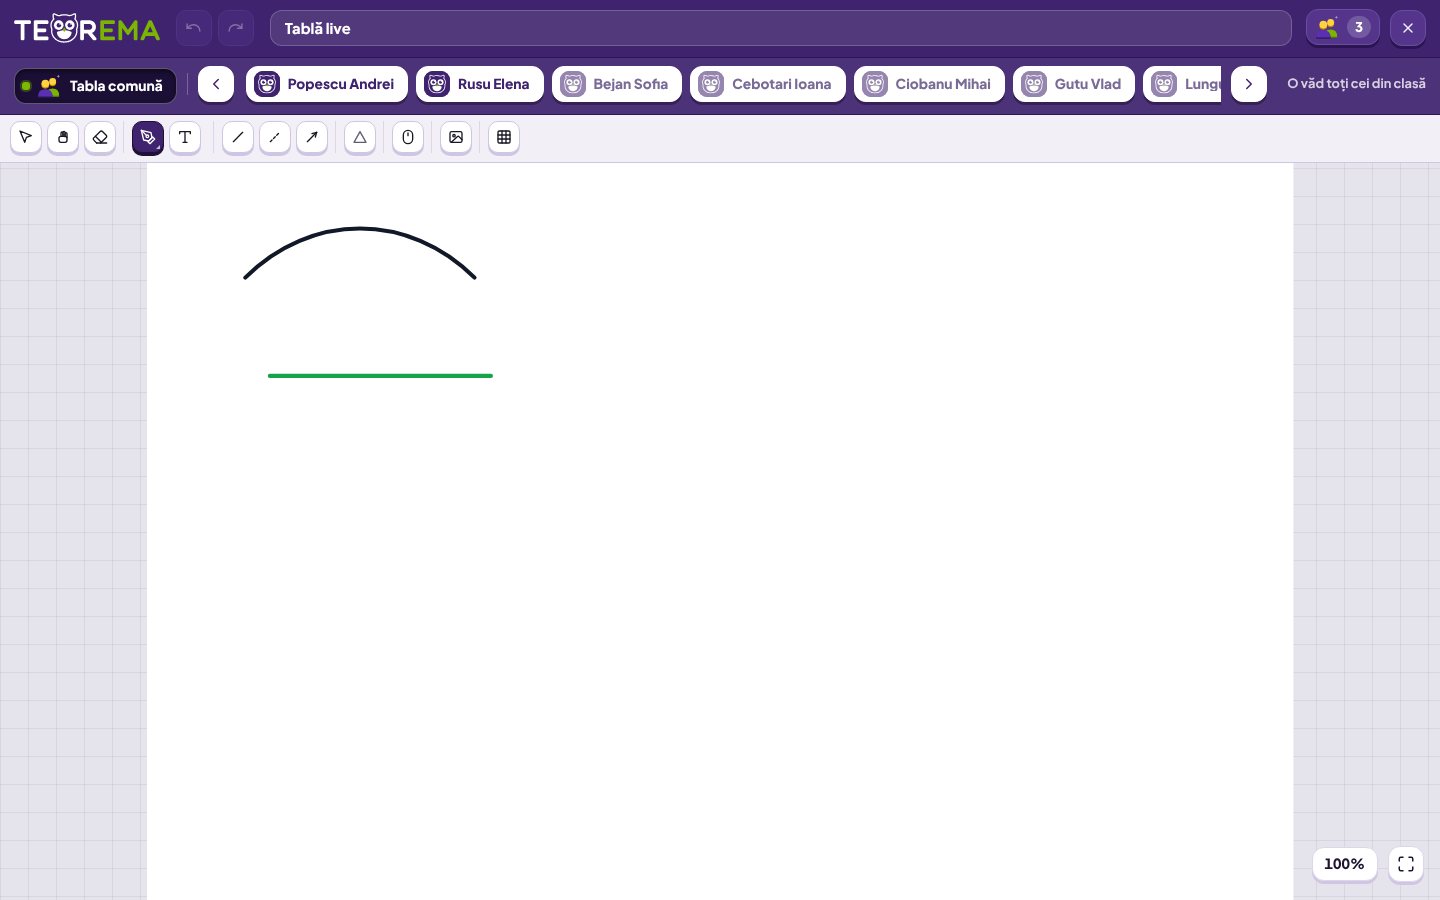 TEOREMA
Tablă live
3
Tabla comună
Popescu Andrei
Rusu Elena
Bejan Sofia
Cebotari Ioana
Ciobanu Mihai
Gutu Vlad
O văd toți cei din clasă
T
100%